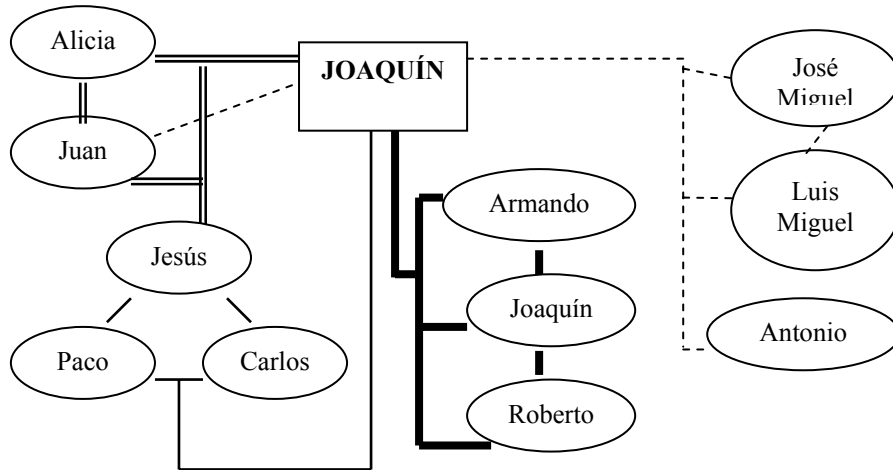 Alicia
JOAQUÍN
José
Miguel
Juan
Armando
Luis
Miguel
Jesús
Joaquín
Antonio
Paco
Carlos
Roberto